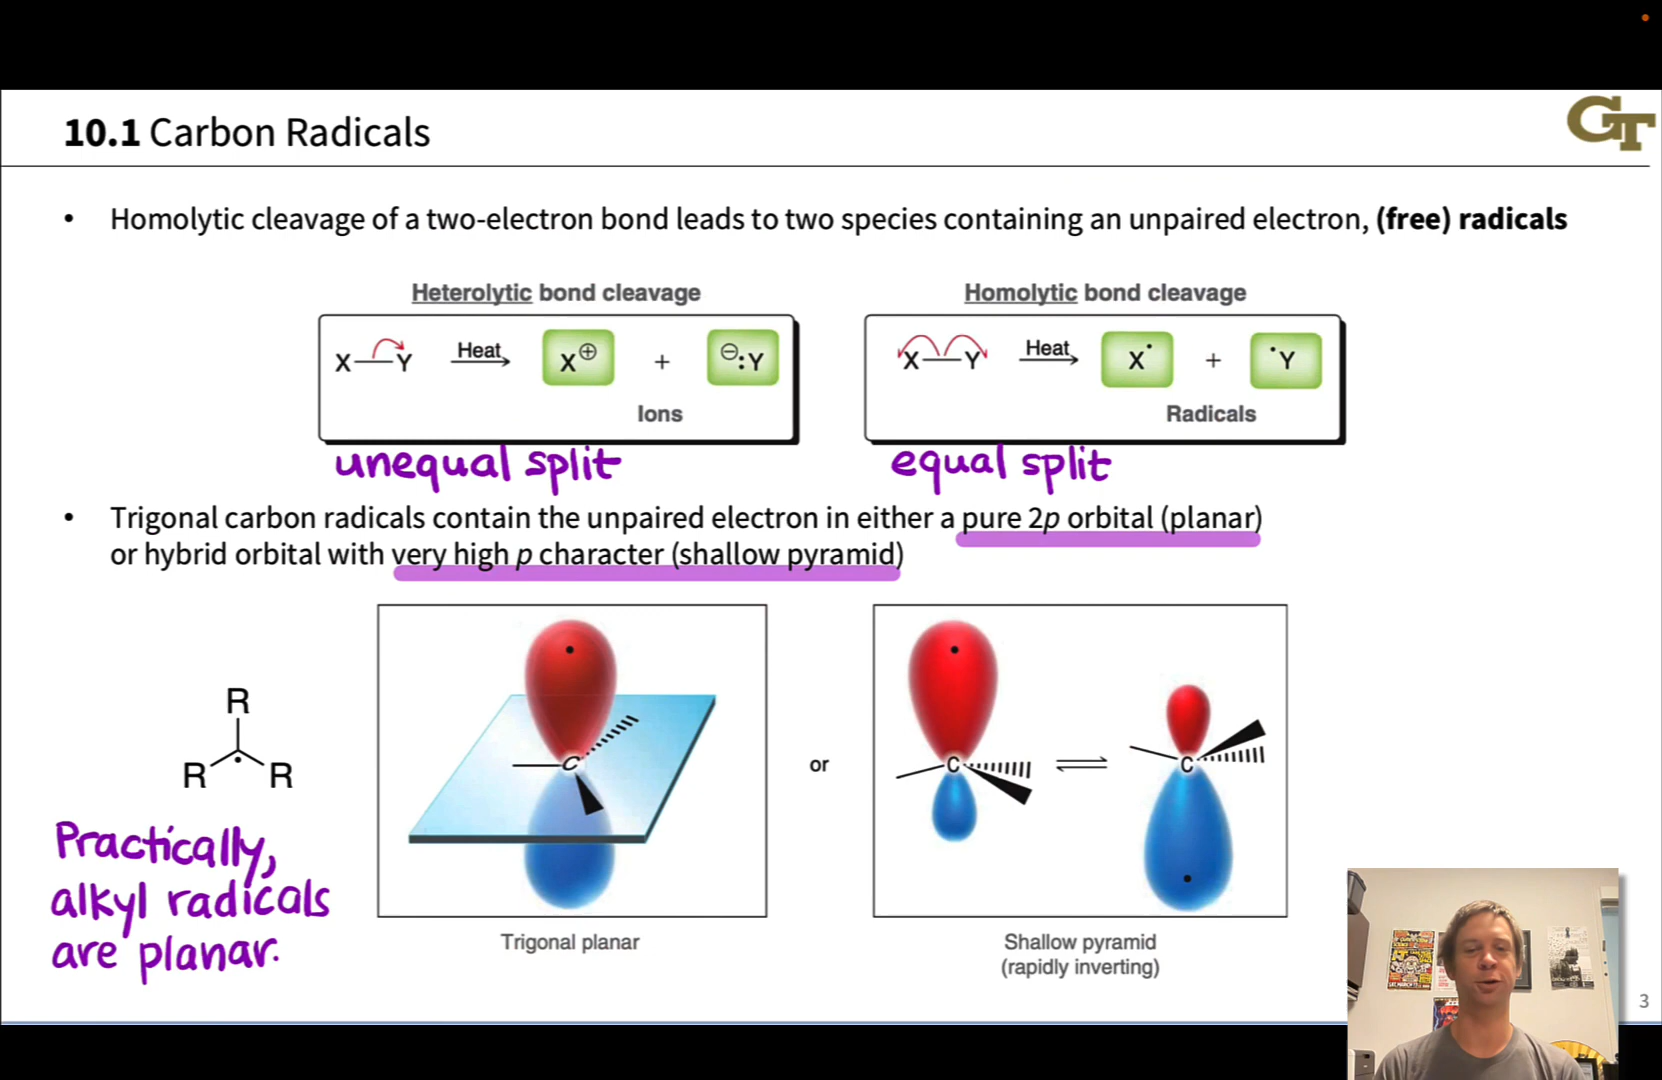 10.1 Carbon Radicals
GT
• Homolytic cleavage of a two-electron bond leads to two species containing an unpaired electron, (free) radicals
Heterolytic bond cleavage
X—Y Heat X⊕ + ⊖:Y
Ions
unequal split
Homolytic bond cleavage
X—Y Heat X• + •Y
Radicals
equal split
• Trigonal carbon radicals contain the unpaired electron in either a pure 2p orbital (planar)
or hybrid orbital with very high p character (shallow pyramid)
R
R R
Practically,
alkyl radicals
are planar.
C
Trigonal planar
or
C C
Shallow pyramid
(rapidly inverting)
3